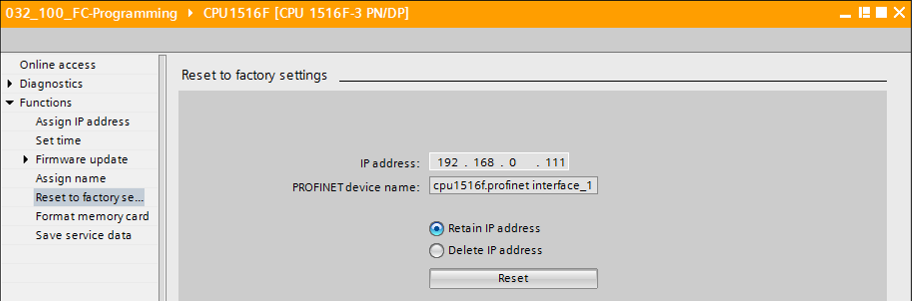 032_100_FC-Programming ▸ CPU1516F [CPU 1516F-3 PN/DP]
Online access
Diagnostics
Functions
Assign IP address
Set time
Firmware update
Assign name
Reset to factory se...
Format memory card
Save service data
Reset to factory settings
IP address: 192 . 168 . 0 . 111
PROFINET device name: cpu1516f.profinet interface_1
Retain IP address
Delete IP address
Reset